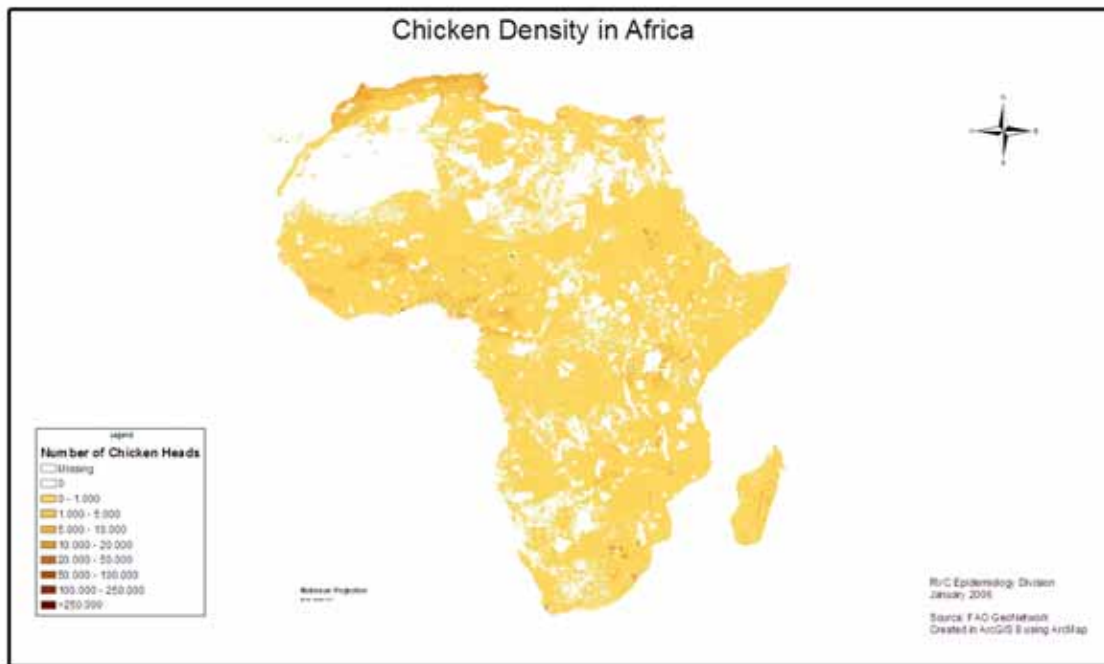 Chicken Density in Africa
Legend
Number of Chicken Heads
Missing
0
0 - 1.000
1.000 - 5.000
5.000 - 10.000
10.000 - 20.000
20.000 - 50.000
50.000 - 100.000
100.000 - 250.000
>250.000
Projection
RVC Epidemiology Division
January 2006
Source: FAO GeoNetwork
Created in ArcGIS 9 using ArcMap